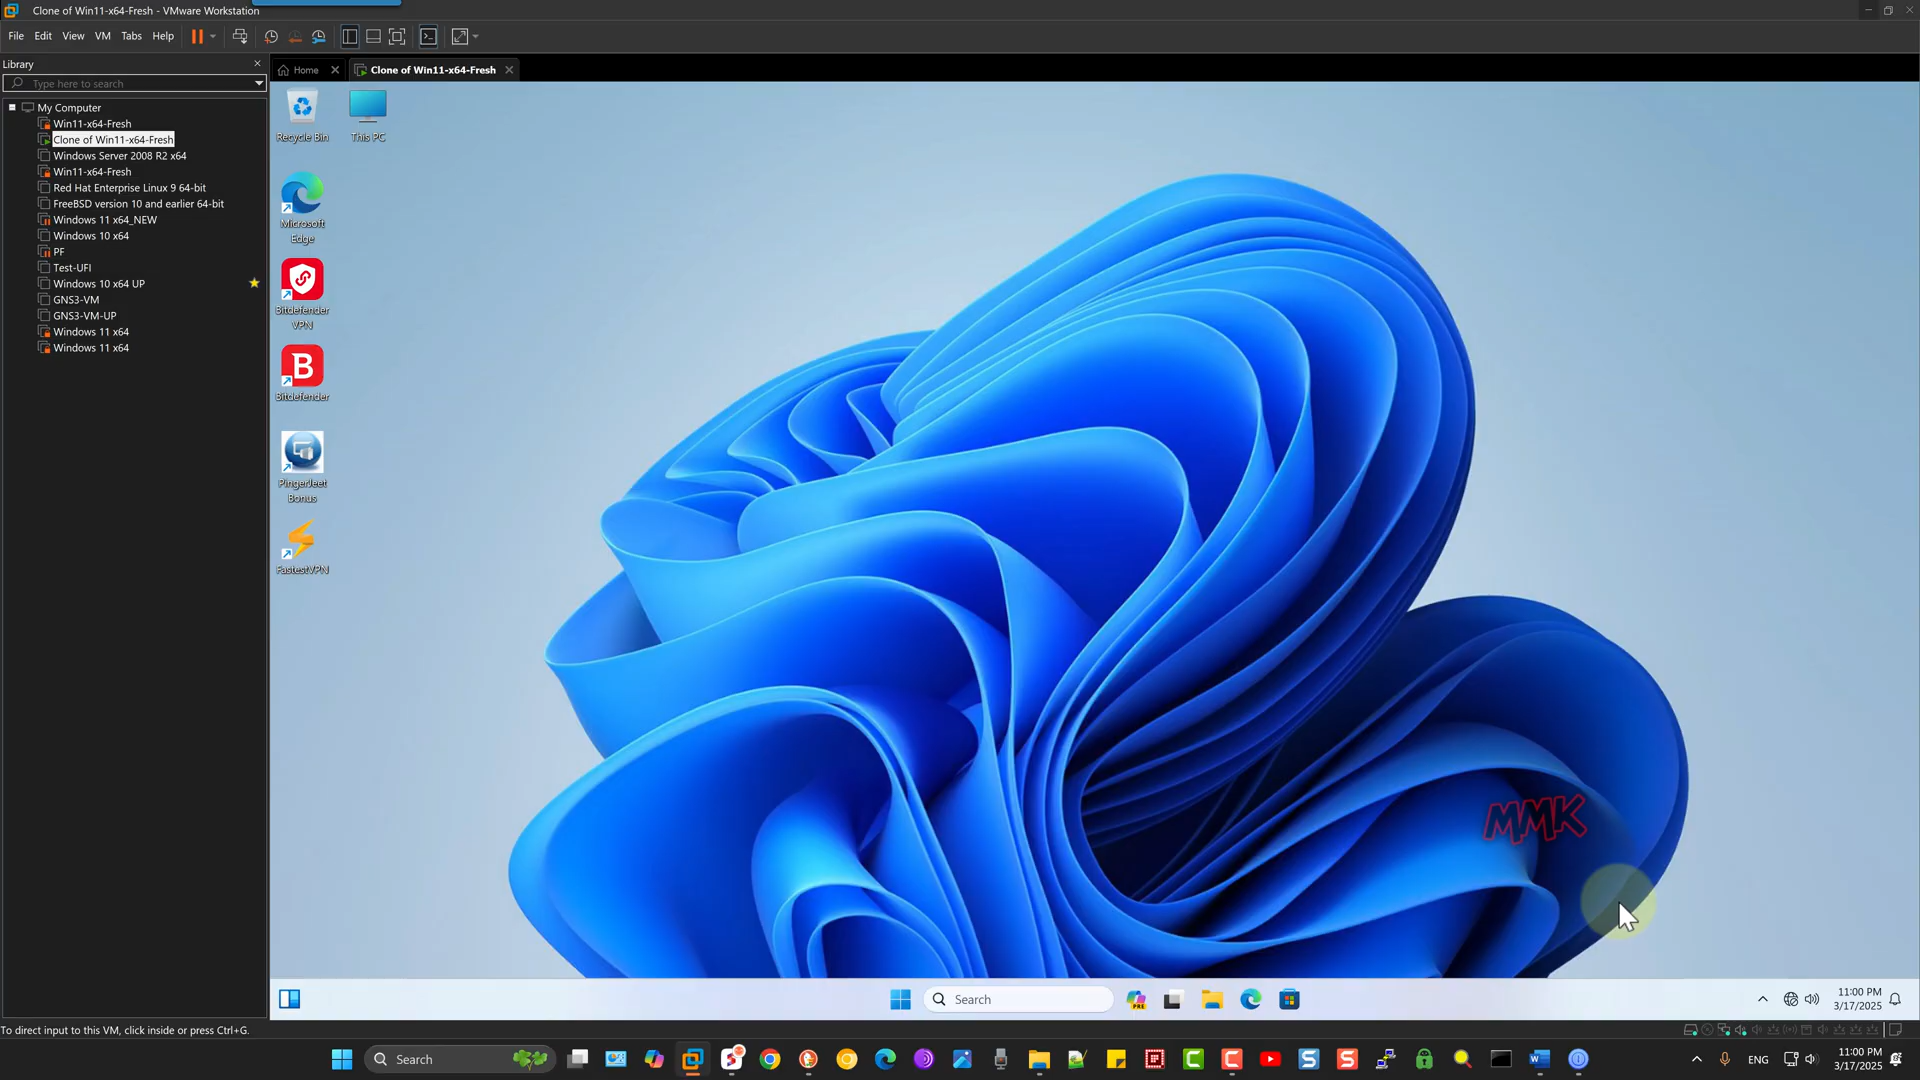 Clone of Win11-x64-Fresh - VMware Workstation
File Edit View VM Tabs Help
Library
Type here to search
My Computer
Win11-x64-Fresh
Clone of Win11-x64-Fresh
Windows Server 2008 R2 x64
Win11-x64-Fresh
Red Hat Enterprise Linux 9 64-bit
FreeBSD version 10 and earlier 64-bit
Windows 11 x64_NEW
Windows 10 x64
PF
Test-UFI
Windows 10 x64 UP
GNS3-VM
GNS3-VM-UP
Windows 11 x64
Windows 11 x64
Home
Clone of Win11-x64-Fresh
Recycle Bin
This PC
Microsoft
Edge
Bitdefender
VPN
B
Bitdefender
PingerJeet
Bonus
FastestVPN
MMK
Search
PRE
11:00 PM
3/17/2025
To direct input to this VM, click inside or press Ctrl+G.
Search
ENG
11:00 PM
3/17/2025